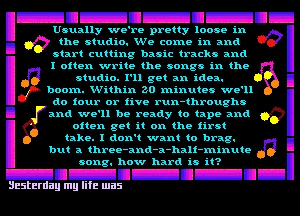 Usually we're pretty loose in
the studio. We come in and
start cutting basic tracks and
I often write the songs in the
studio. I'll get an idea,
boom. Within 20 minutes we'll
do four or five run-throughs
and we'll be ready to tape and
often get it on the first
take. I don't want to brag,
but a three-and-a-half-minute
song, how hard is it?
Yesterday my life was